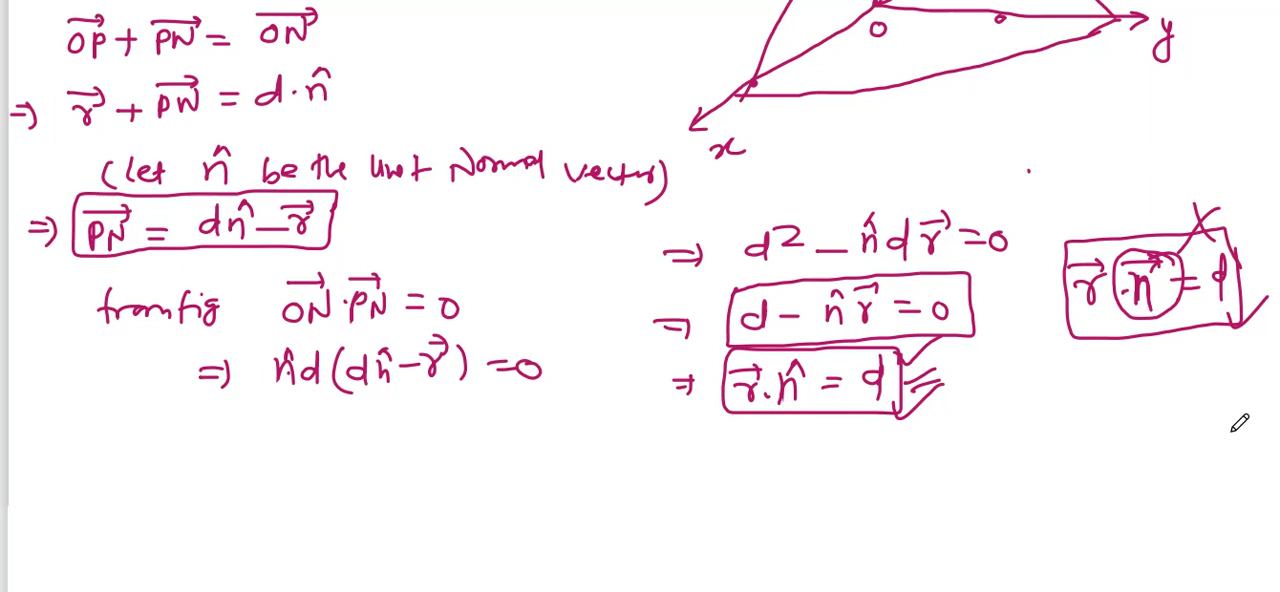 OP⃗ + PN⃗ = ON⃗
⇒ r⃗ + PN⃗ = d·n̂
(let n̂ be the Unit Normal vector)
⇒ PN⃗ = dn̂ − r⃗
from fig ON⃗·PN⃗ = 0
⇒ n̂d(dn̂ − r⃗) = 0
O
y
x
⇒ d² − n̂dr⃗ = 0
⇒ d − n̂r⃗ = 0
⇒ r⃗·n̂ = d
r⃗·n⃗ = d